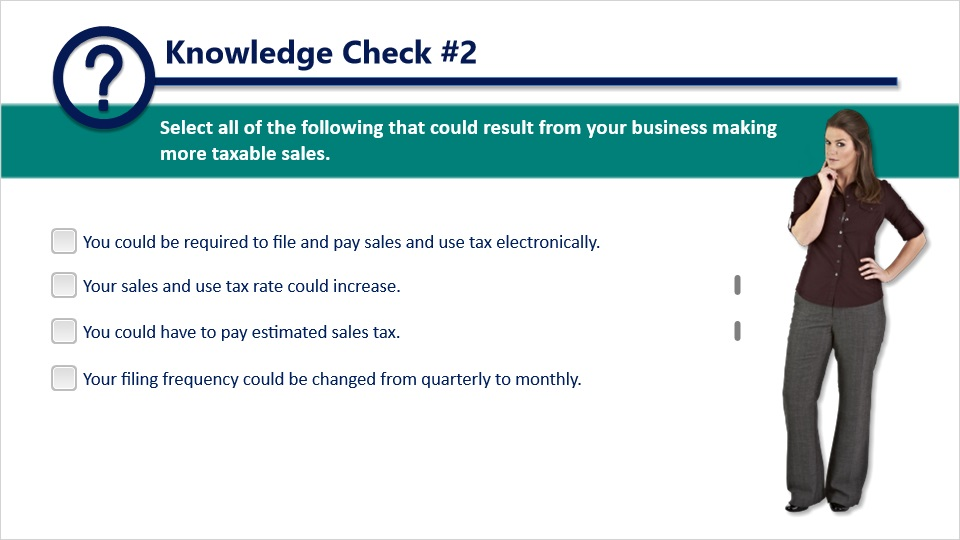 ?
Knowledge Check #2
Select all of the following that could result from your business making
more taxable sales.
You could be required to file and pay sales and use tax electronically.
Your sales and use tax rate could increase.
You could have to pay estimated sales tax.
Your filing frequency could be changed from quarterly to monthly.